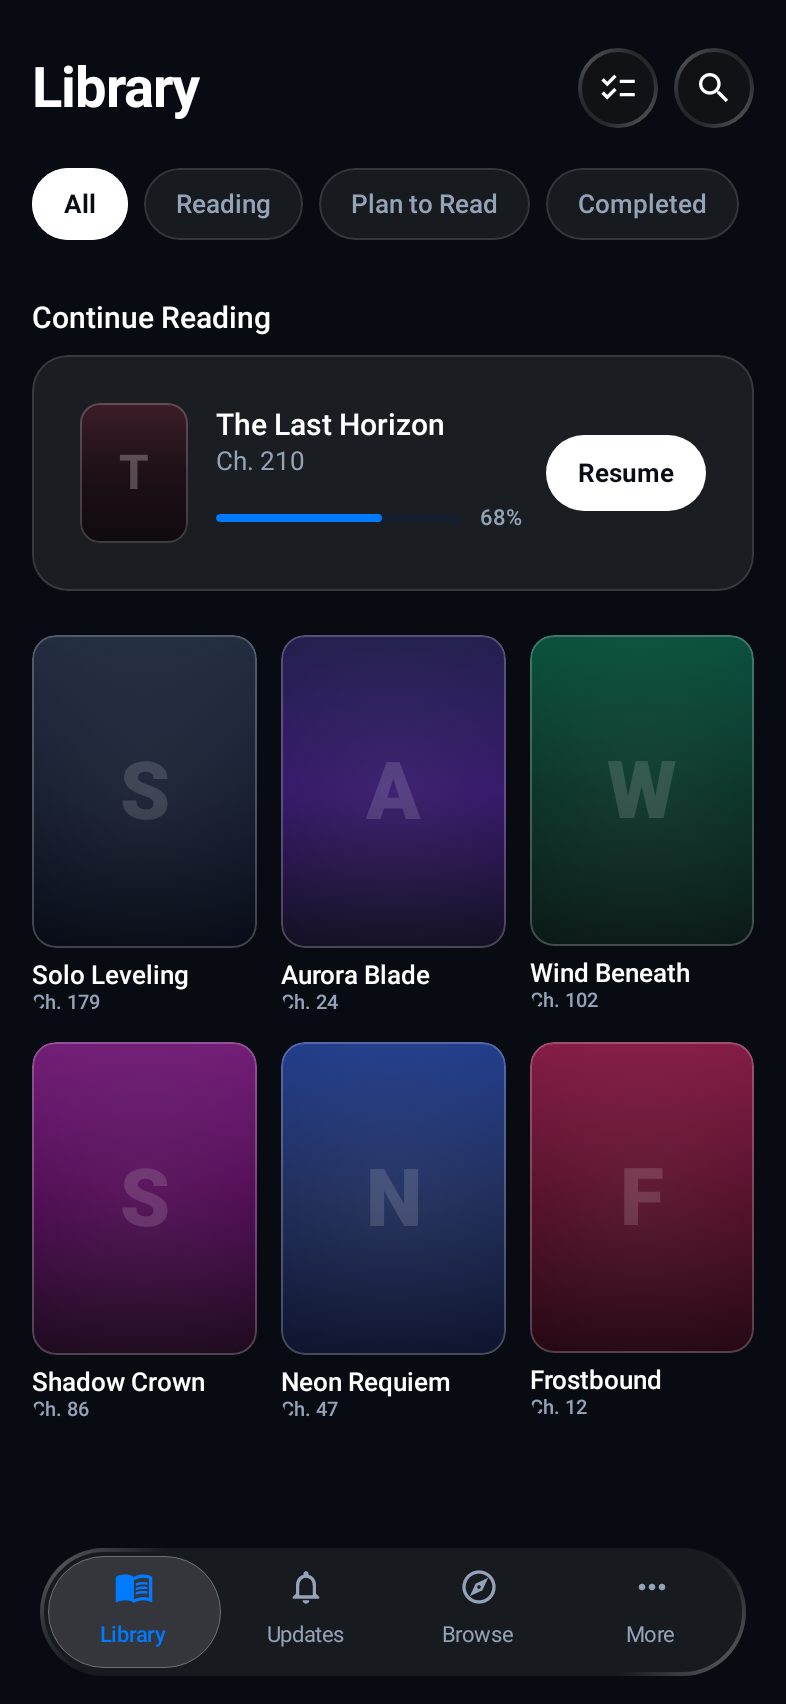 Library
All
Reading
Plan to Read
Completed
Continue Reading
T
The Last Horizon
Ch. 210
68%
Resume
S
A
W
Solo Leveling
Aurora Blade
Wind Beneath
Ch. 179
Ch. 24
Ch. 102
S
N
F
Shadow Crown
Neon Requiem
Frostbound
Ch. 86
Ch. 47
Ch. 12
Library
Updates
Browse
More